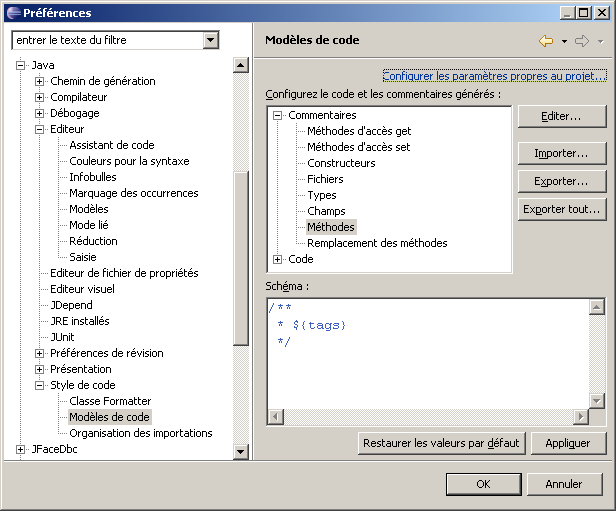 Préférences
entrer le texte du filtre
Java
Chemin de génération
Compilateur
Débogage
Editeur
Assistant de code
Couleurs pour la syntaxe
Infobulles
Marquage des occurrences
Modèles
Mode lié
Réduction
Saisie
Editeur de fichier de propriétés
Editeur visuel
JDepend
JRE installés
JUnit
Préférences de révision
Présentation
Style de code
Classe Formatter
Modèles de code
Organisation des importations
JFaceDbc
Modèles de code
Configurer les paramètres propres au projet...
Configurez le code et les commentaires générés :
Commentaires
Méthodes d'accès get
Méthodes d'accès set
Constructeurs
Fichiers
Types
Champs
Méthodes
Remplacement des méthodes
Code
Editer...
Importer...
Exporter...
Exporter tout...
Schéma :
/**
* ${tags}
*/
Restaurer les valeurs par défaut
Appliquer
OK
Annuler